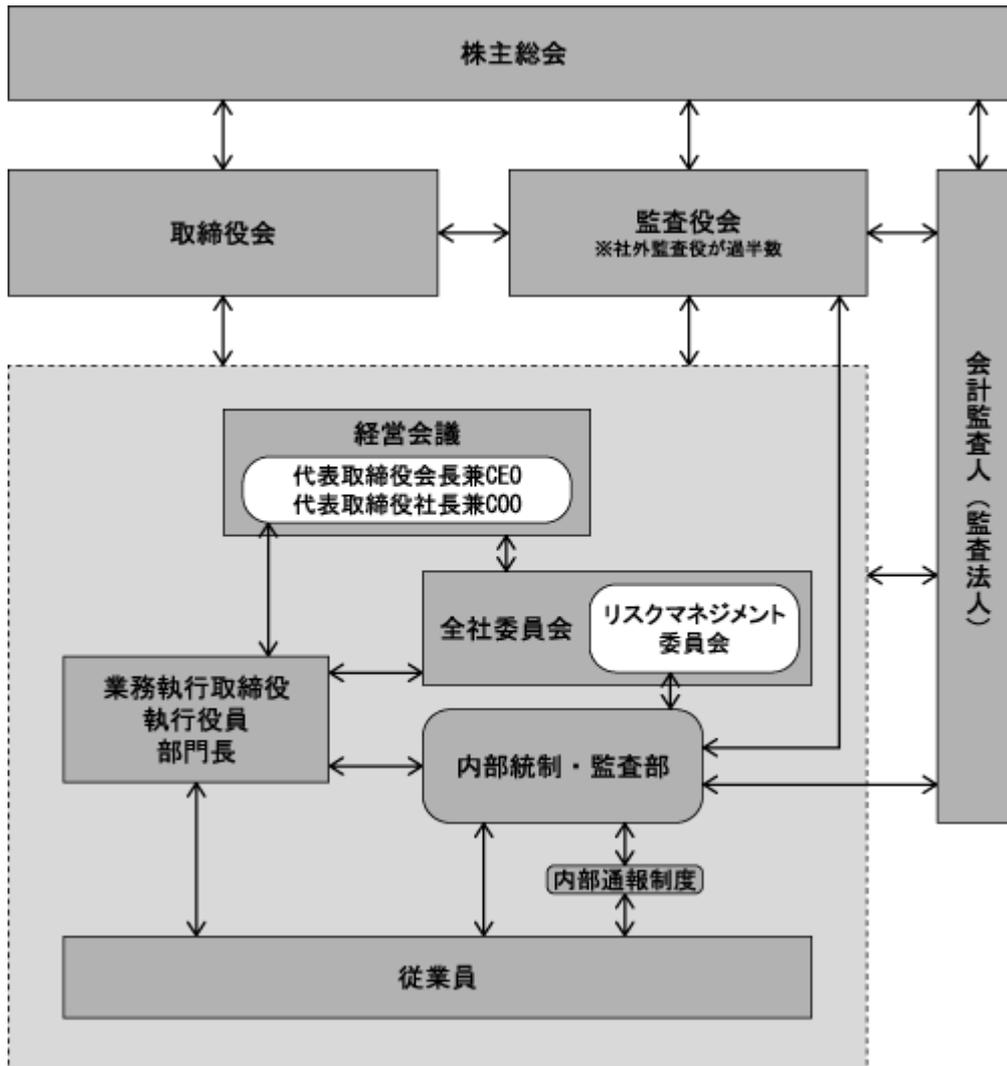 株主総会
取締役会
監査役会
※社外監査役が過半数
会計監査人（監査法人）
経営会議
代表取締役会長兼CEO
代表取締役社長兼COO
全社委員会
リスクマネジメント
委員会
業務執行取締役
執行役員
部門長
内部統制・監査部
内部通報制度
従業員